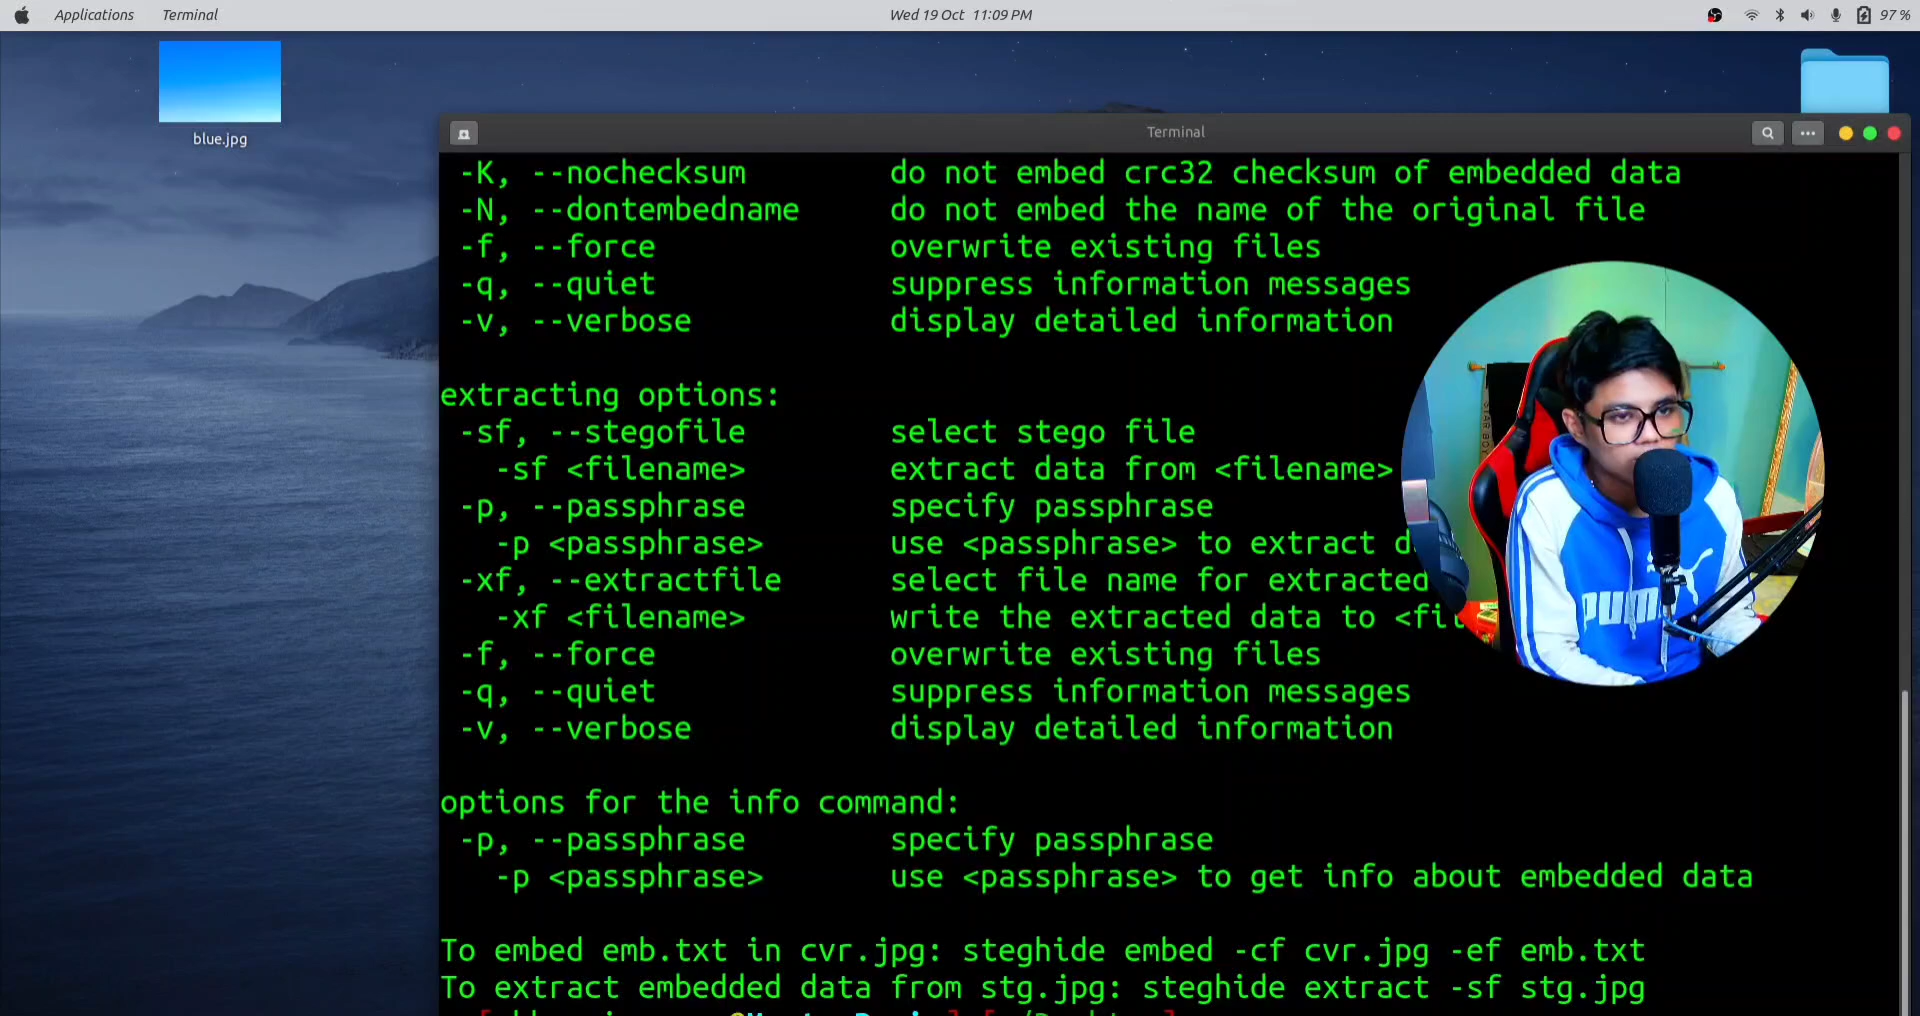 Applications Terminal Wed 19 Oct 11:09 PM 97 %
blue.jpg
Terminal
-K, --nochecksum do not embed crc32 checksum of embedded data
-N, --dontembedname do not embed the name of the original file
-f, --force overwrite existing files
-q, --quiet suppress information messages
-v, --verbose display detailed information
extracting options:
-sf, --stegofile select stego file
-sf <filename> extract data from <filename>
-p, --passphrase specify passphrase
-p <passphrase> use <passphrase> to extract
-xf, --extractfile select file name for extracted
-xf <filename> write the extracted data to
-f, --force overwrite existing files
-q, --quiet suppress information messages
-v, --verbose display detailed information
options for the info command:
-p, --passphrase specify passphrase
-p <passphrase> use <passphrase> to get info about embedded data
To embed emb.txt in cvr.jpg: steghide embed -cf cvr.jpg -ef emb.txt
To extract embedded data from stg.jpg: steghide extract -sf stg.jpg
PUMA